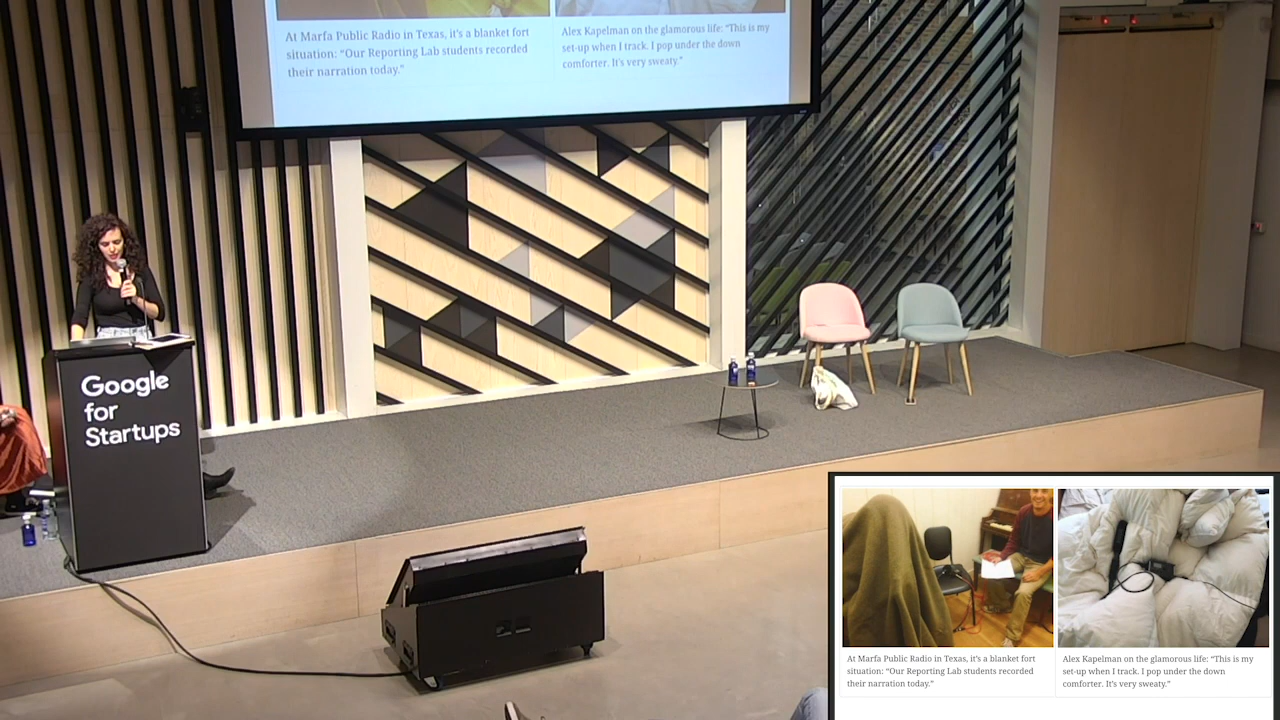 At Marfa Public Radio in Texas, it's a blanket fort
situation: “Our Reporting Lab students recorded
their narration today.”
Alex Kapelman on the glamorous life: “This is my
set-up when I track. I pop under the down
comforter. It's very sweaty.”
Google
for
Startups
At Marfa Public Radio in Texas, it's a blanket fort
situation: “Our Reporting Lab students recorded
their narration today.”
Alex Kapelman on the glamorous life: “This is my
set-up when I track. I pop under the down
comforter. It's very sweaty.”